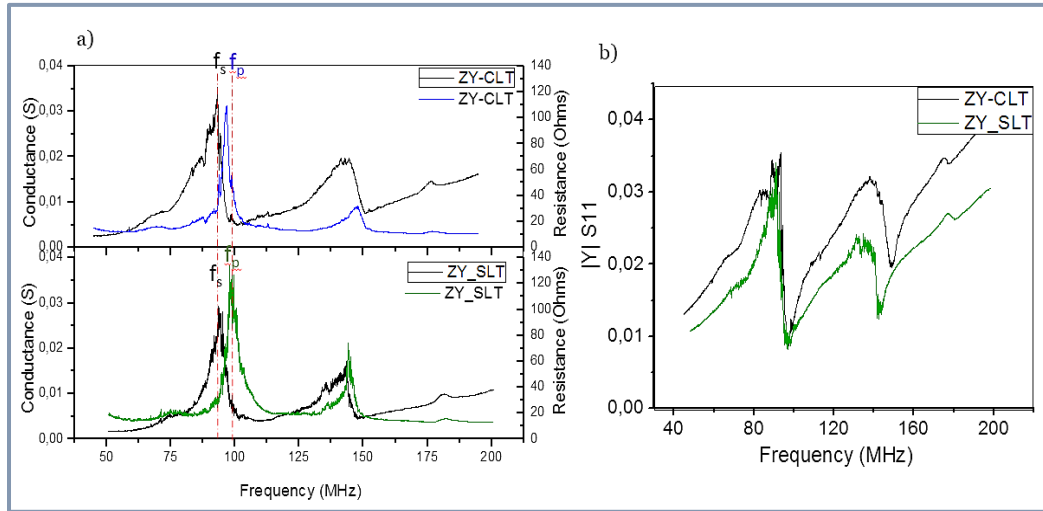 a)
f_s f_p
ZY-CLT
ZY-CLT
0,04
0,03
0,02
0,01
0,00
Conductance (S)
140
120
100
80
60
40
20
0
Resistance (Ohms)
f_s f_p
ZY_SLT
ZY_SLT
0,04
0,03
0,02
0,01
0,00
Conductance (S)
140
120
100
80
60
40
20
0
Resistance (Ohms)
50 75 100 125 150 175 200
Frequency (MHz)
b)
ZY-CLT
ZY_SLT
0,04
0,03
0,02
0,01
0,00
|Y| S11
40 80 120 160 200
Frequency (MHz)